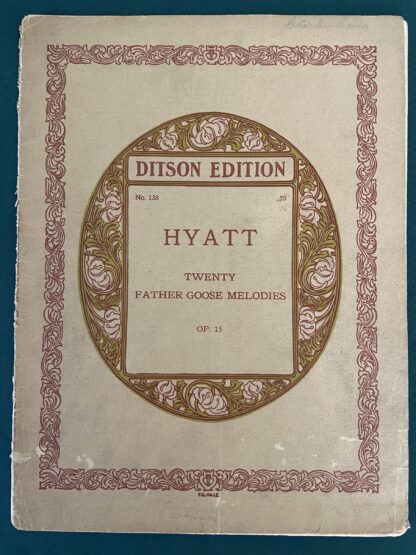 DITSON EDITION
No. 138
HYATT
TWENTY
FATHER GOOSE MELODIES
OP. 15